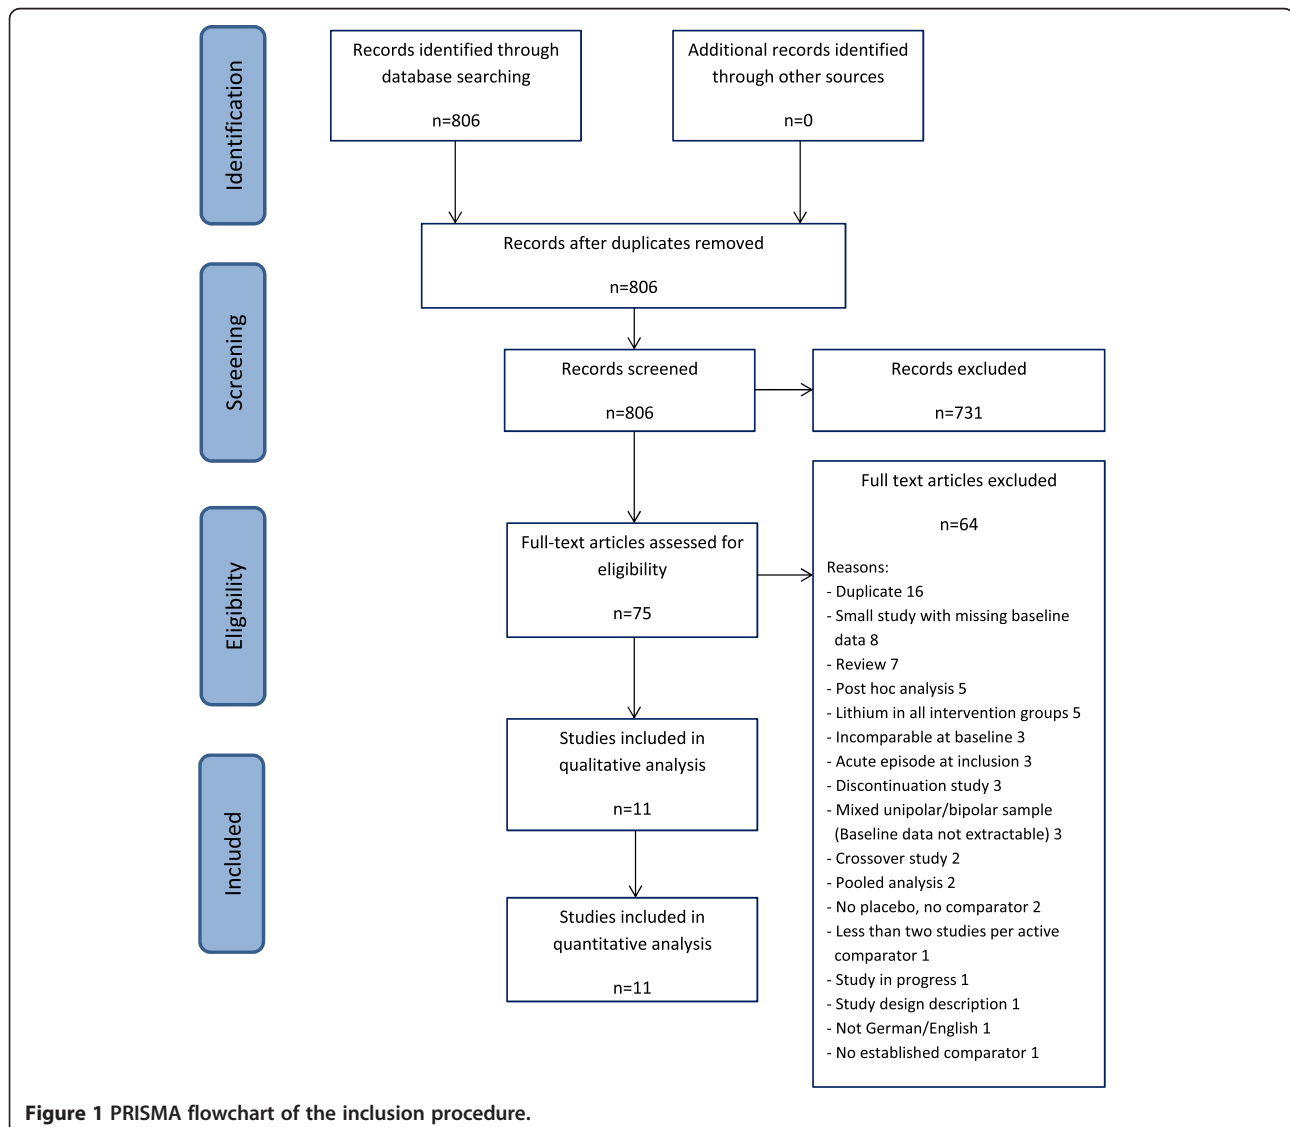 Identification
Records identified through
database searching
n=806
Additional records identified
through other sources
n=0
Records after duplicates removed
n=806
Screening
Records screened
n=806
Records excluded
n=731
Eligibility
Full-text articles assessed for
eligibility
n=75
Full text articles excluded
n=64
Reasons:
- Duplicate 16
- Small study with missing baseline
data 8
- Review 7
- Post hoc analysis 5
- Lithium in all intervention groups 5
- Incomparable at baseline 3
- Acute episode at inclusion 3
- Discontinuation study 3
- Mixed unipolar/bipolar sample
(Baseline data not extractable) 3
- Crossover study 2
- Pooled analysis 2
- No placebo, no comparator 2
- Less than two studies per active
comparator 1
- Study in progress 1
- Study design description 1
- Not German/English 1
- No established comparator 1
Included
Studies included in
qualitative analysis
n=11
Studies included in
quantitative analysis
n=11
Figure 1 PRISMA flowchart of the inclusion procedure.